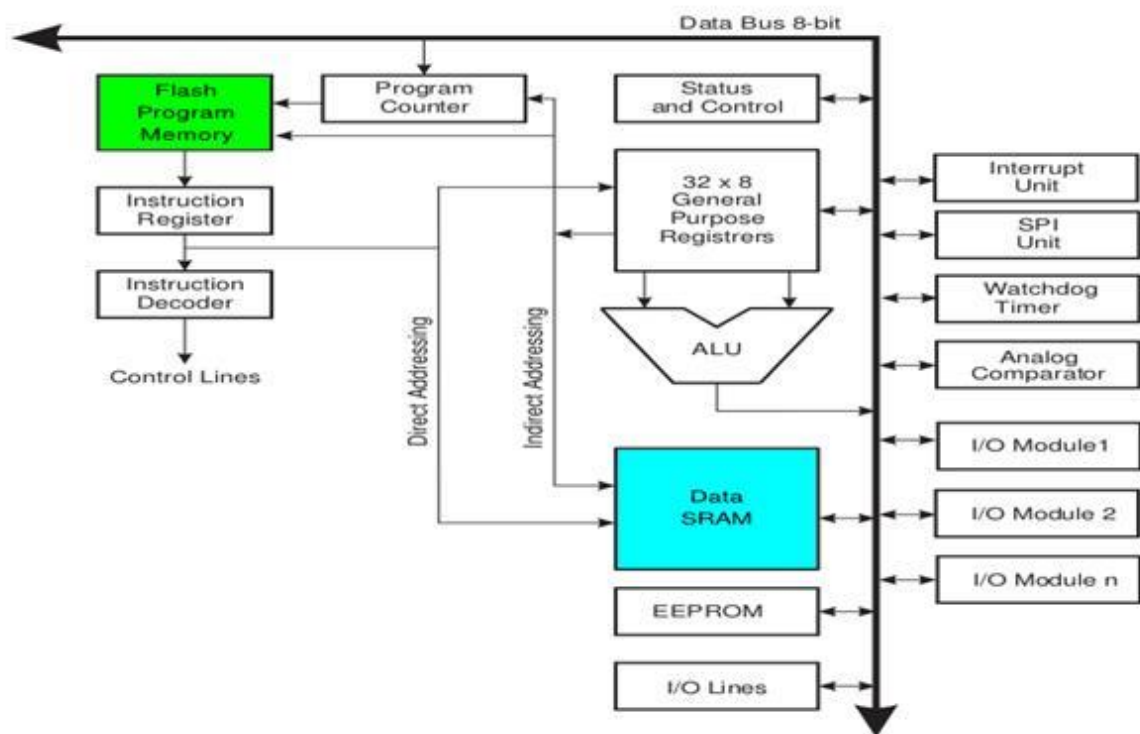 Data Bus 8-bit
Flash
Program
Memory
Program
Counter
Status
and Control
Interrupt
Unit
32 x 8
General
Purpose
Registrers
Instruction
Register
SPI
Unit
Instruction
Decoder
Watchdog
Timer
ALU
Analog
Comparator
Control Lines
Direct Addressing
Indirect Addressing
I/O Module1
Data
SRAM
I/O Module 2
I/O Module n
EEPROM
I/O Lines